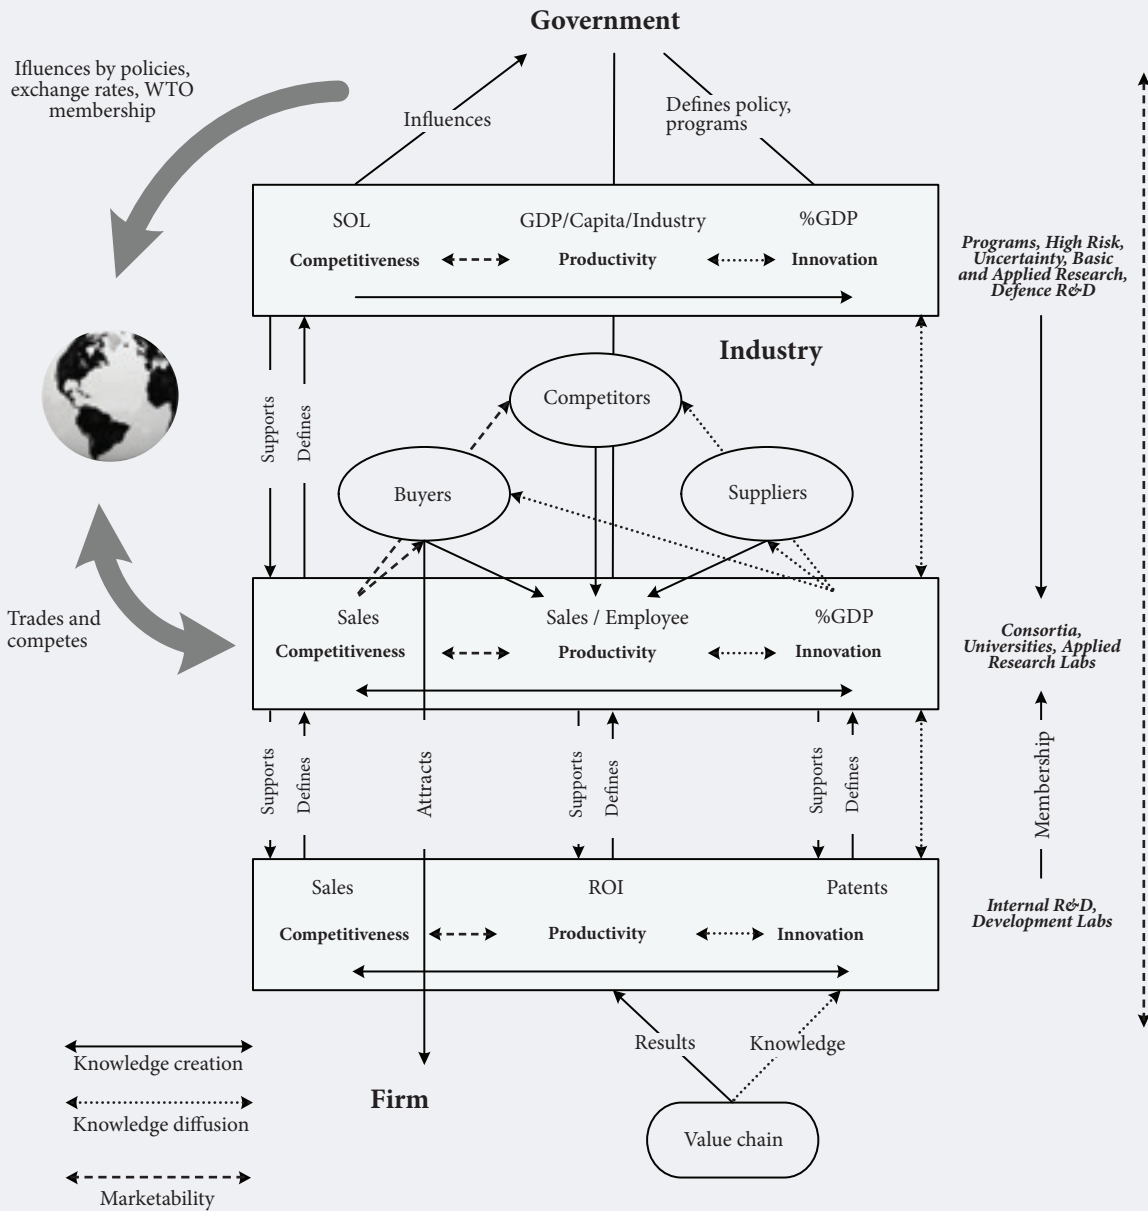 Government
Ifluences by policies,
exchange rates, WTO
membership
Influences
Defines policy,
programs
SOL
GDP/Capita/Industry
%GDP
Competitiveness
Productivity
Innovation
Programs, High Risk,
Uncertainty, Basic
and Applied Research,
Defence R&D
Industry
Supports
Defines
Competitors
Buyers
Suppliers
Trades and
competes
Sales
Sales / Employee
%GDP
Competitiveness
Productivity
Innovation
Consortia,
Universities, Applied
Research Labs
Supports
Defines
Attracts
Supports
Defines
Supports
Defines
Membership
Sales
ROI
Patents
Competitiveness
Productivity
Innovation
Internal R&D,
Development Labs
Results
Knowledge
Firm
Value chain
Knowledge creation
Knowledge diffusion
Marketability